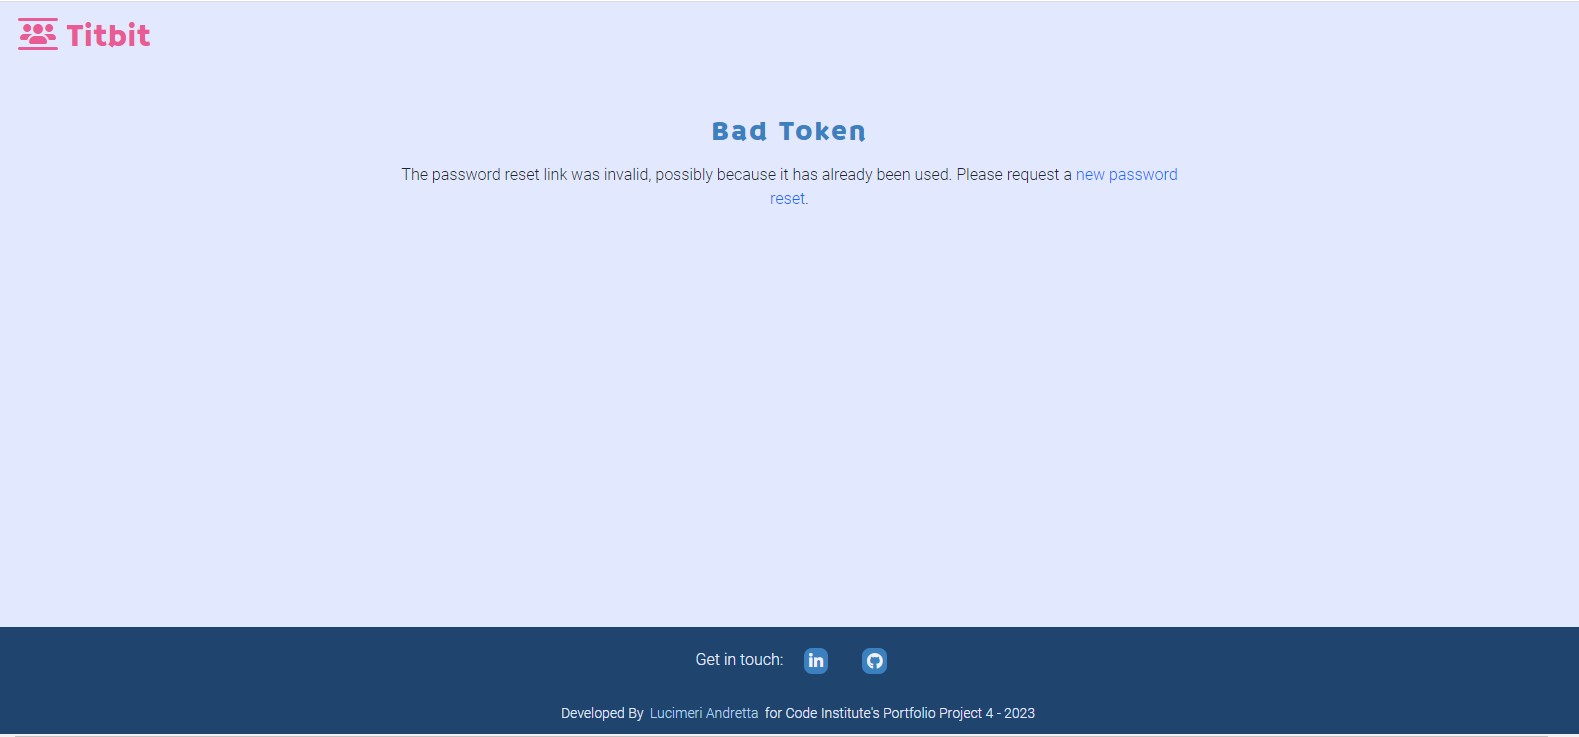 Titbit
Bad Token
The password reset link was invalid, possibly because it has already been used. Please request a new password
reset.
Get in touch:
Developed By Lucimeri Andretta for Code Institute's Portfolio Project 4 - 2023